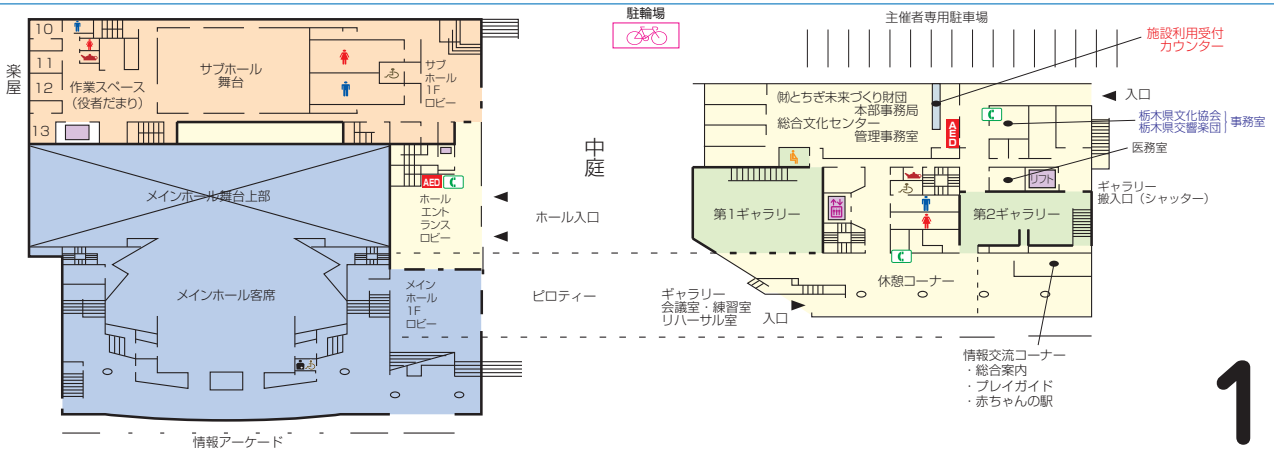 駐輪場
主催者専用駐車場
施設利用受付
カウンター
10
11
12
13
楽屋
作業スペース
(役者だまり)
サブホール
舞台
サブ
ホール
1F
ロビー
㈶とちぎ未来づくり財団
本部事務局
総合文化センター
管理事務室
AED
入口
栃木県文化協会
栃木県交響楽団
事務室
医務室
リフト
ギャラリー
搬入口(シャッター)
中庭
メインホール舞台上部
AED
ホール
エント
ランス
ロビー
ホール入口
第1ギャラリー
第2ギャラリー
メインホール客席
メイン
ホール
1F
ロビー
ピロティー
ギャラリー
会議室・練習室
リハーサル室
入口
休憩コーナー
情報交流コーナー
・総合案内
・プレイガイド
・赤ちゃんの駅
情報アーケード
1